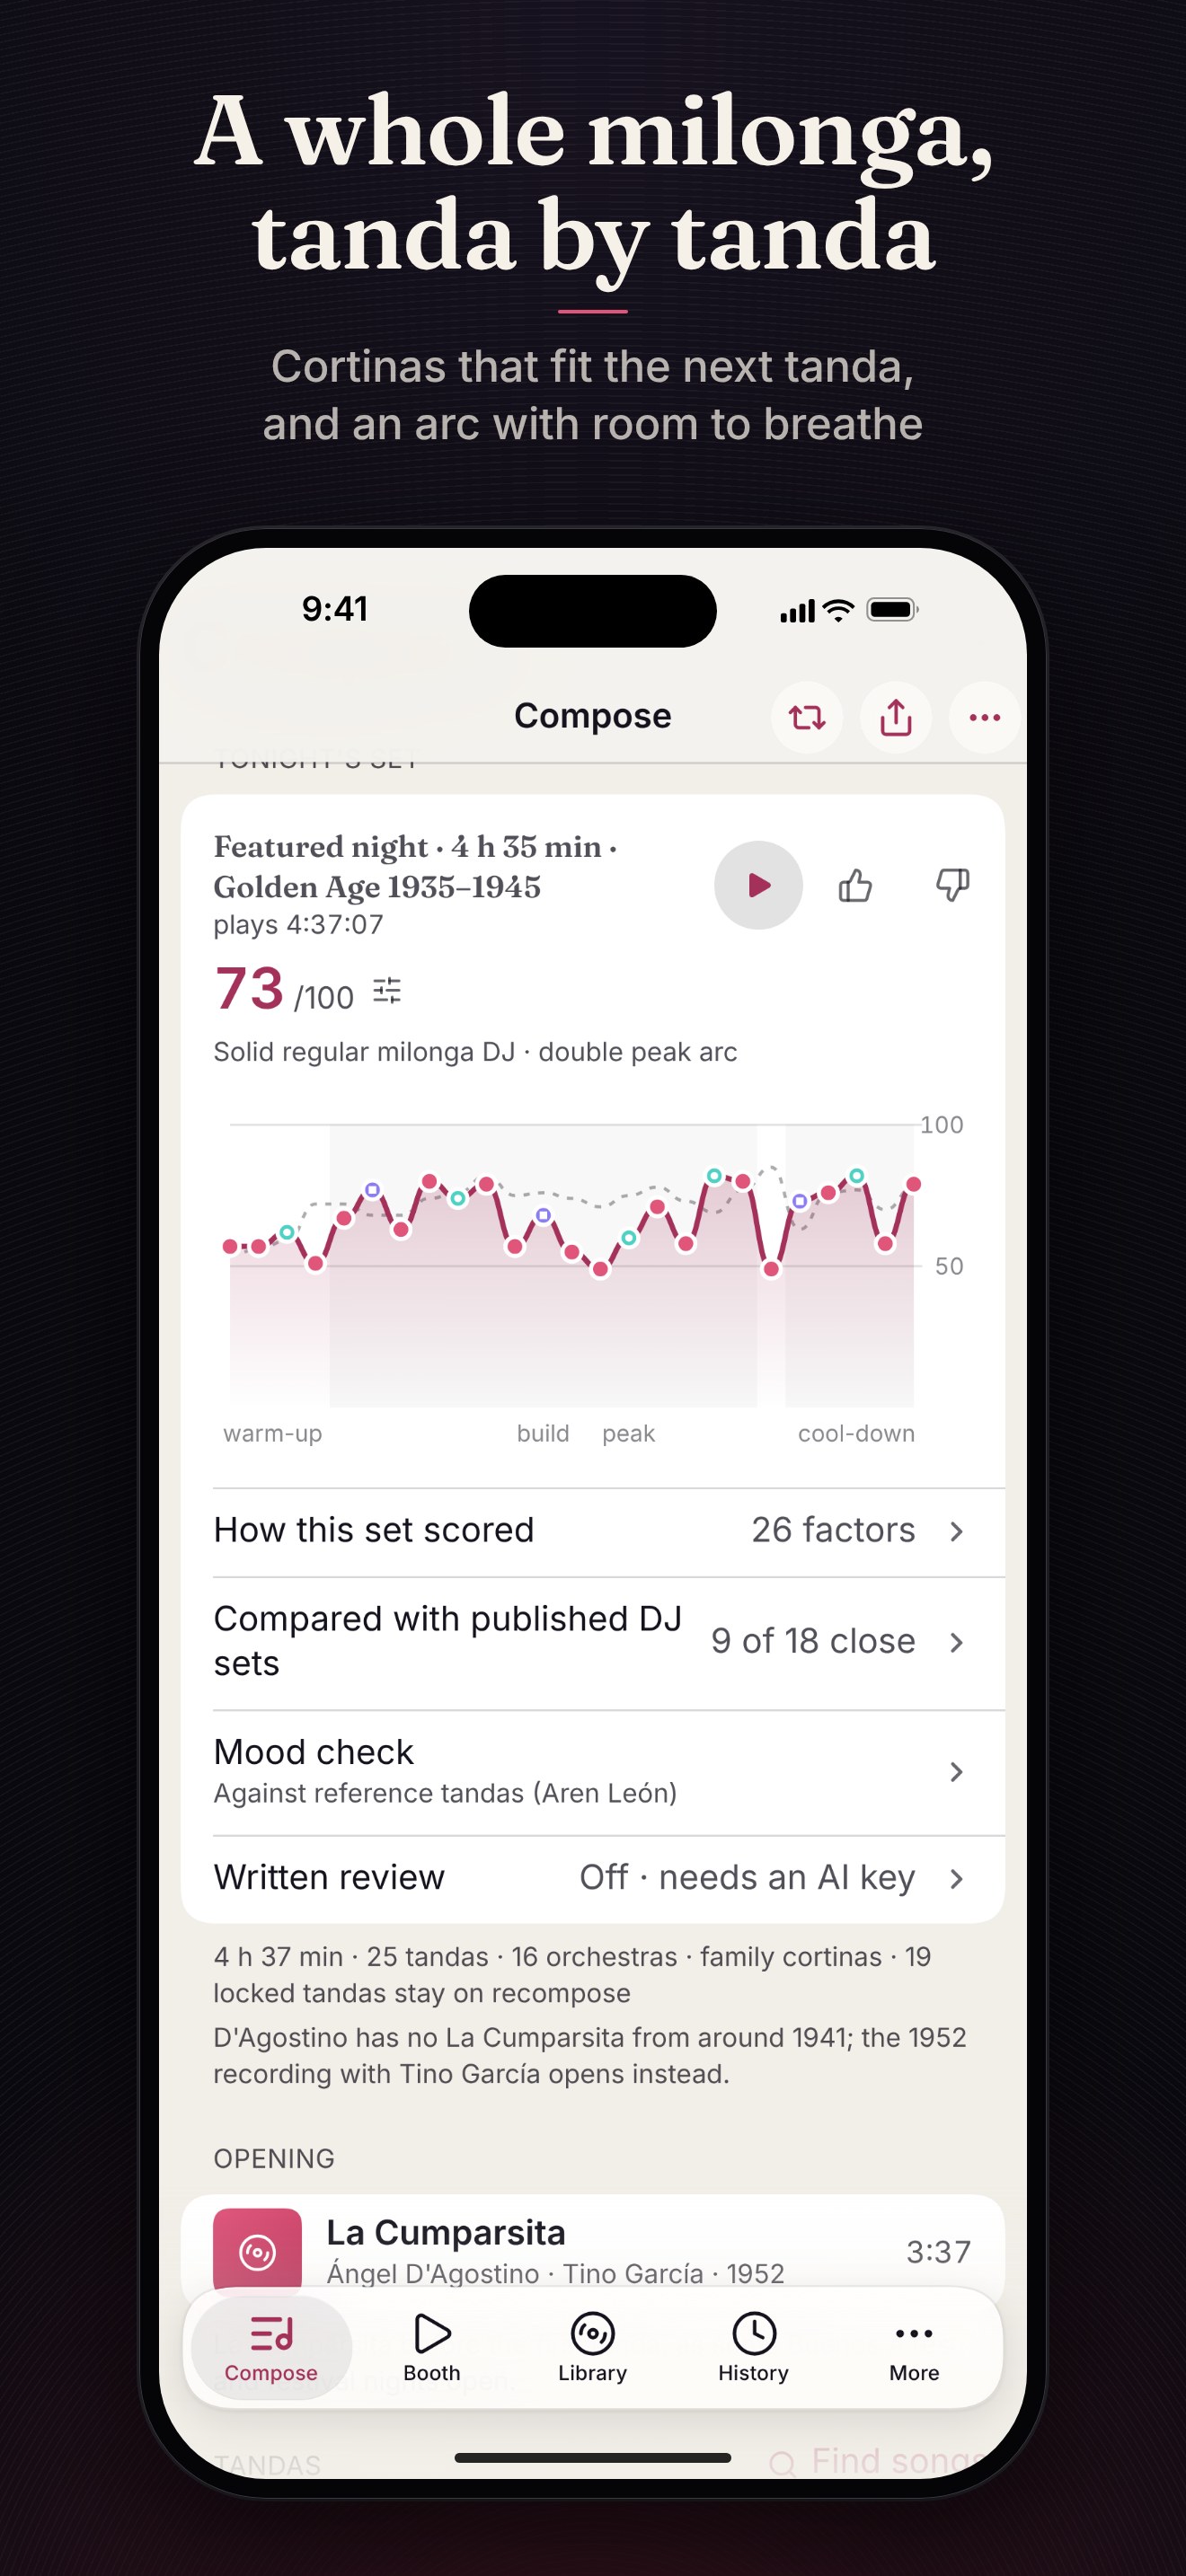 A whole milonga,
tanda by tanda
Cortinas that fit the next tanda,
and an arc with room to breathe
9:41
Compose
TONIGHT'S SET
Featured night · 4 h 35 min ·
Golden Age 1935–1945
plays 4:37:07
73 /100
Solid regular milonga DJ · double peak arc
100
50
warm-up build peak cool-down
How this set scored 26 factors
Compared with published DJ
sets
9 of 18 close
Mood check
Against reference tandas (Aren León)
Written review Off · needs an AI key
4 h 37 min · 25 tandas · 16 orchestras · family cortinas · 19
locked tandas stay on recompose
D'Agostino has no La Cumparsita from around 1941; the 1952
recording with Tino García opens instead.
OPENING
La Cumparsita
Ángel D'Agostino · Tino García · 1952
3:37
Compose Booth Library History More
nights open.
TANDAS Find songs